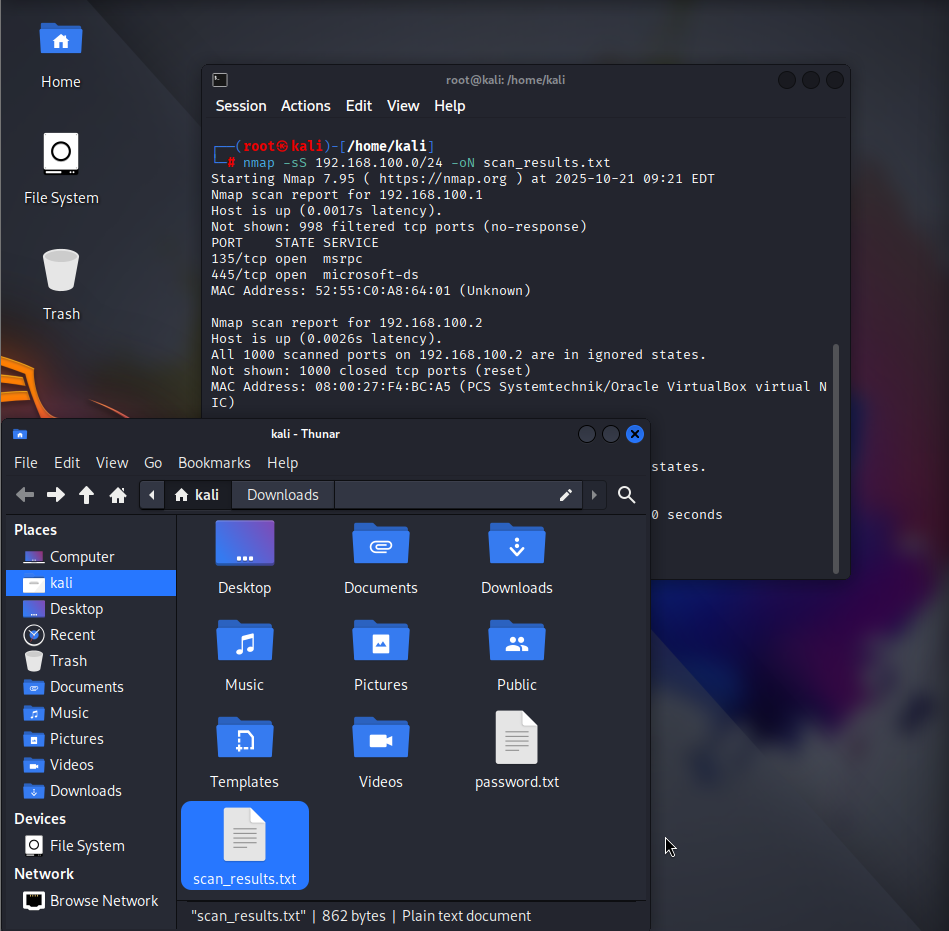 Home
File System
Trash
root@kali: /home/kali
Session Actions Edit View Help
┌──(root㉿kali)-[/home/kali]
└─# nmap -sS 192.168.100.0/24 -oN scan_results.txt
Starting Nmap 7.95 ( https://nmap.org ) at 2025-10-21 09:21 EDT
Nmap scan report for 192.168.100.1
Host is up (0.0017s latency).
Not shown: 998 filtered tcp ports (no-response)
PORT    STATE SERVICE
135/tcp open  msrpc
445/tcp open  microsoft-ds
MAC Address: 52:55:C0:A8:64:01 (Unknown)
Nmap scan report for 192.168.100.2
Host is up (0.0026s latency).
All 1000 scanned ports on 192.168.100.2 are in ignored states.
Not shown: 1000 closed tcp ports (reset)
MAC Address: 08:00:27:F4:BC:A5 (PCS Systemtechnik/Oracle VirtualBox virtual N
IC)
states.
0 seconds
kali - Thunar
File Edit View Go Bookmarks Help
kali Downloads
Places
Computer
kali
Desktop
Recent
Trash
Documents
Music
Pictures
Videos
Downloads
Devices
File System
Network
Browse Network
Desktop Documents Downloads
Music Pictures Public
Templates Videos password.txt
scan_results.txt
"scan_results.txt" | 862 bytes | Plain text document